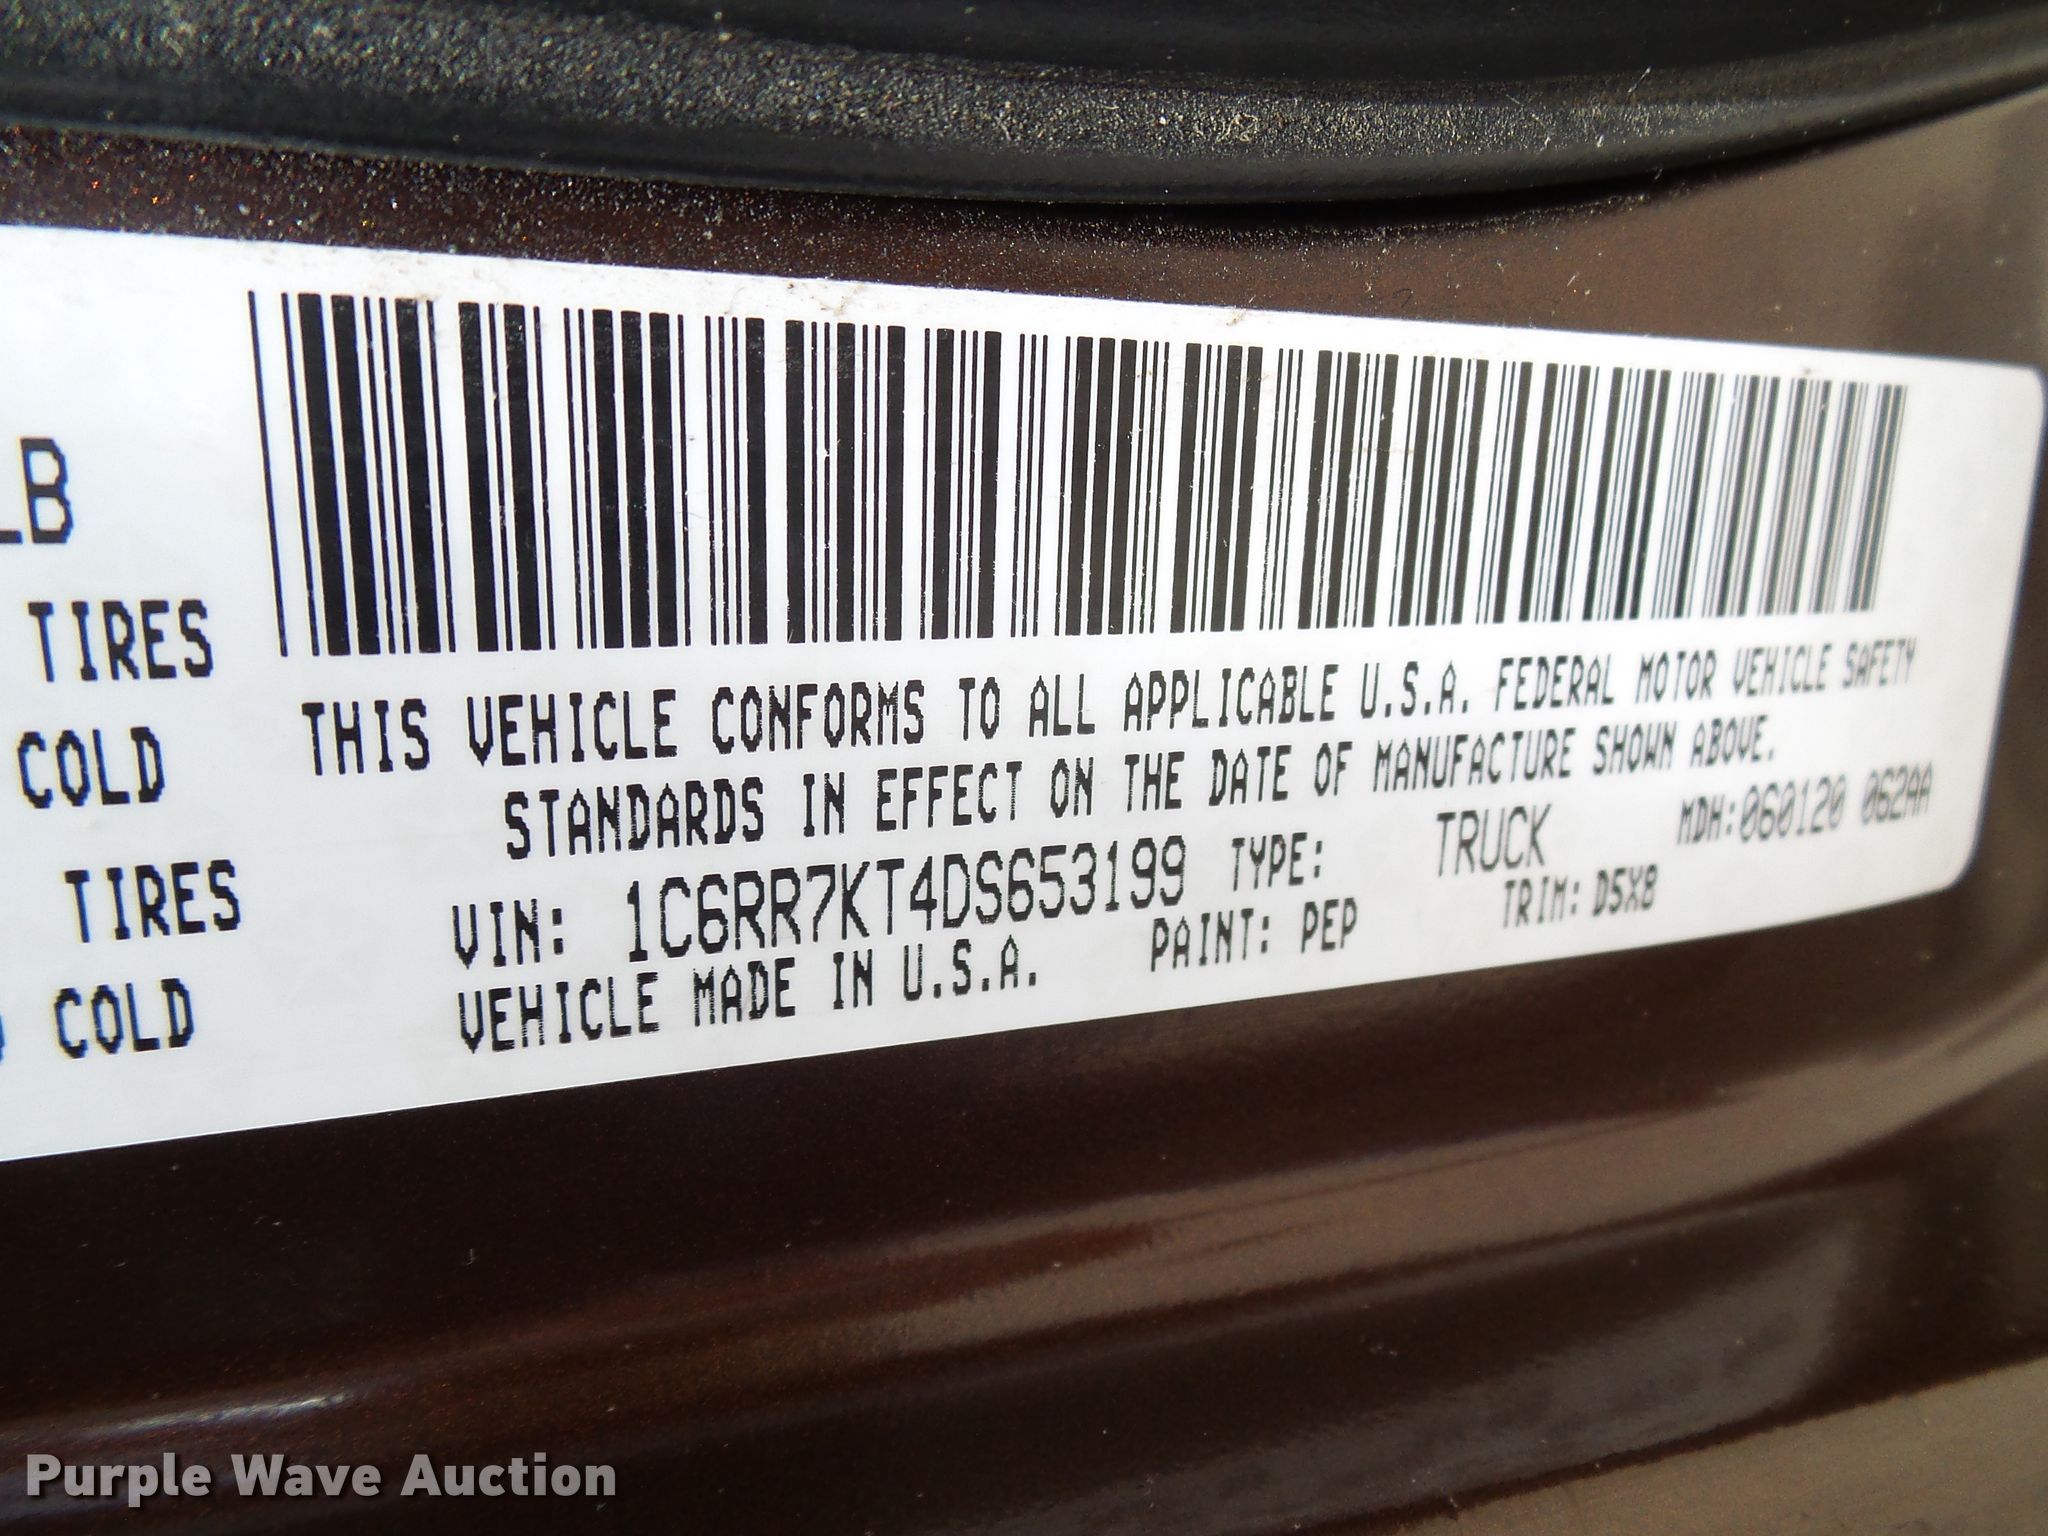 LB
TIRES
COLD
TIRES
COLD
THIS VEHICLE CONFORMS TO ALL APPLICABLE U.S.A. FEDERAL MOTOR VEHICLE SAFETY
STANDARDS IN EFFECT ON THE DATE OF MANUFACTURE SHOWN ABOVE.
VIN: 1C6RR7KT4DS653199 TYPE: TRUCK MDH:060120 062AA
VEHICLE MADE IN U.S.A. PAINT: PEP TRIM: D5X8
Purple Wave Auction